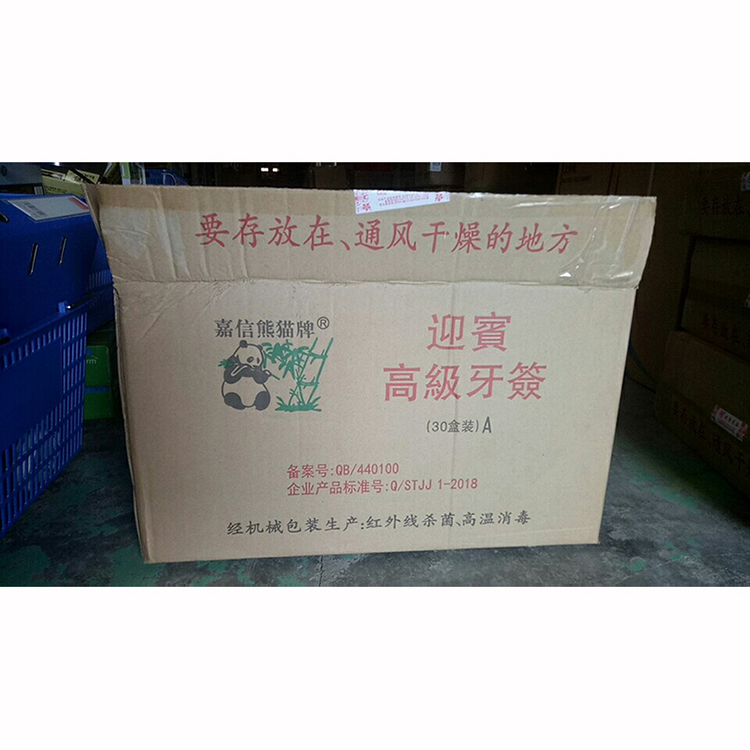 要存放在、通风干燥的地方
嘉信熊猫牌®
迎賓
高級牙簽
(30盒装)A
备案号:QB/440100
企业产品标准号:Q/STJJ 1-2018
经机械包装生产:红外线杀菌、高温消毒